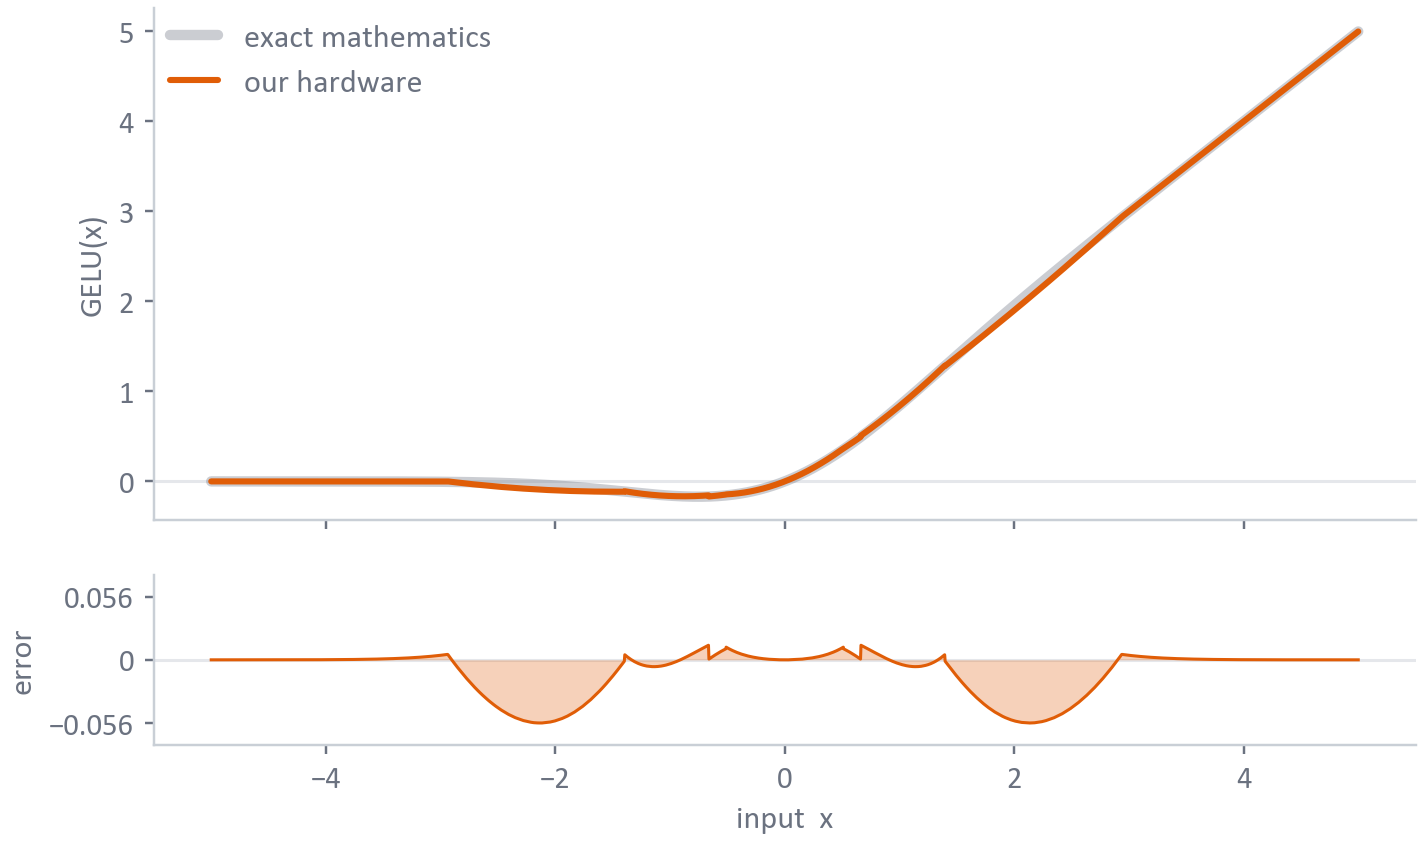 exact mathematics
our hardware
GELU(x)
5
4
3
2
1
0
error
0.056
0
−0.056
−4
−2
0
2
4
input x